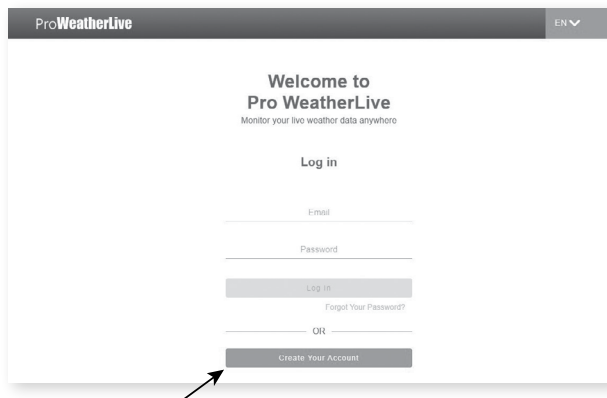 ProWeatherLive
EN
Welcome to
Pro WeatherLive
Monitor your live weather data anywhere
Log in
Email
Password
Log in
Forgot Your Password?
OR
Create Your Account